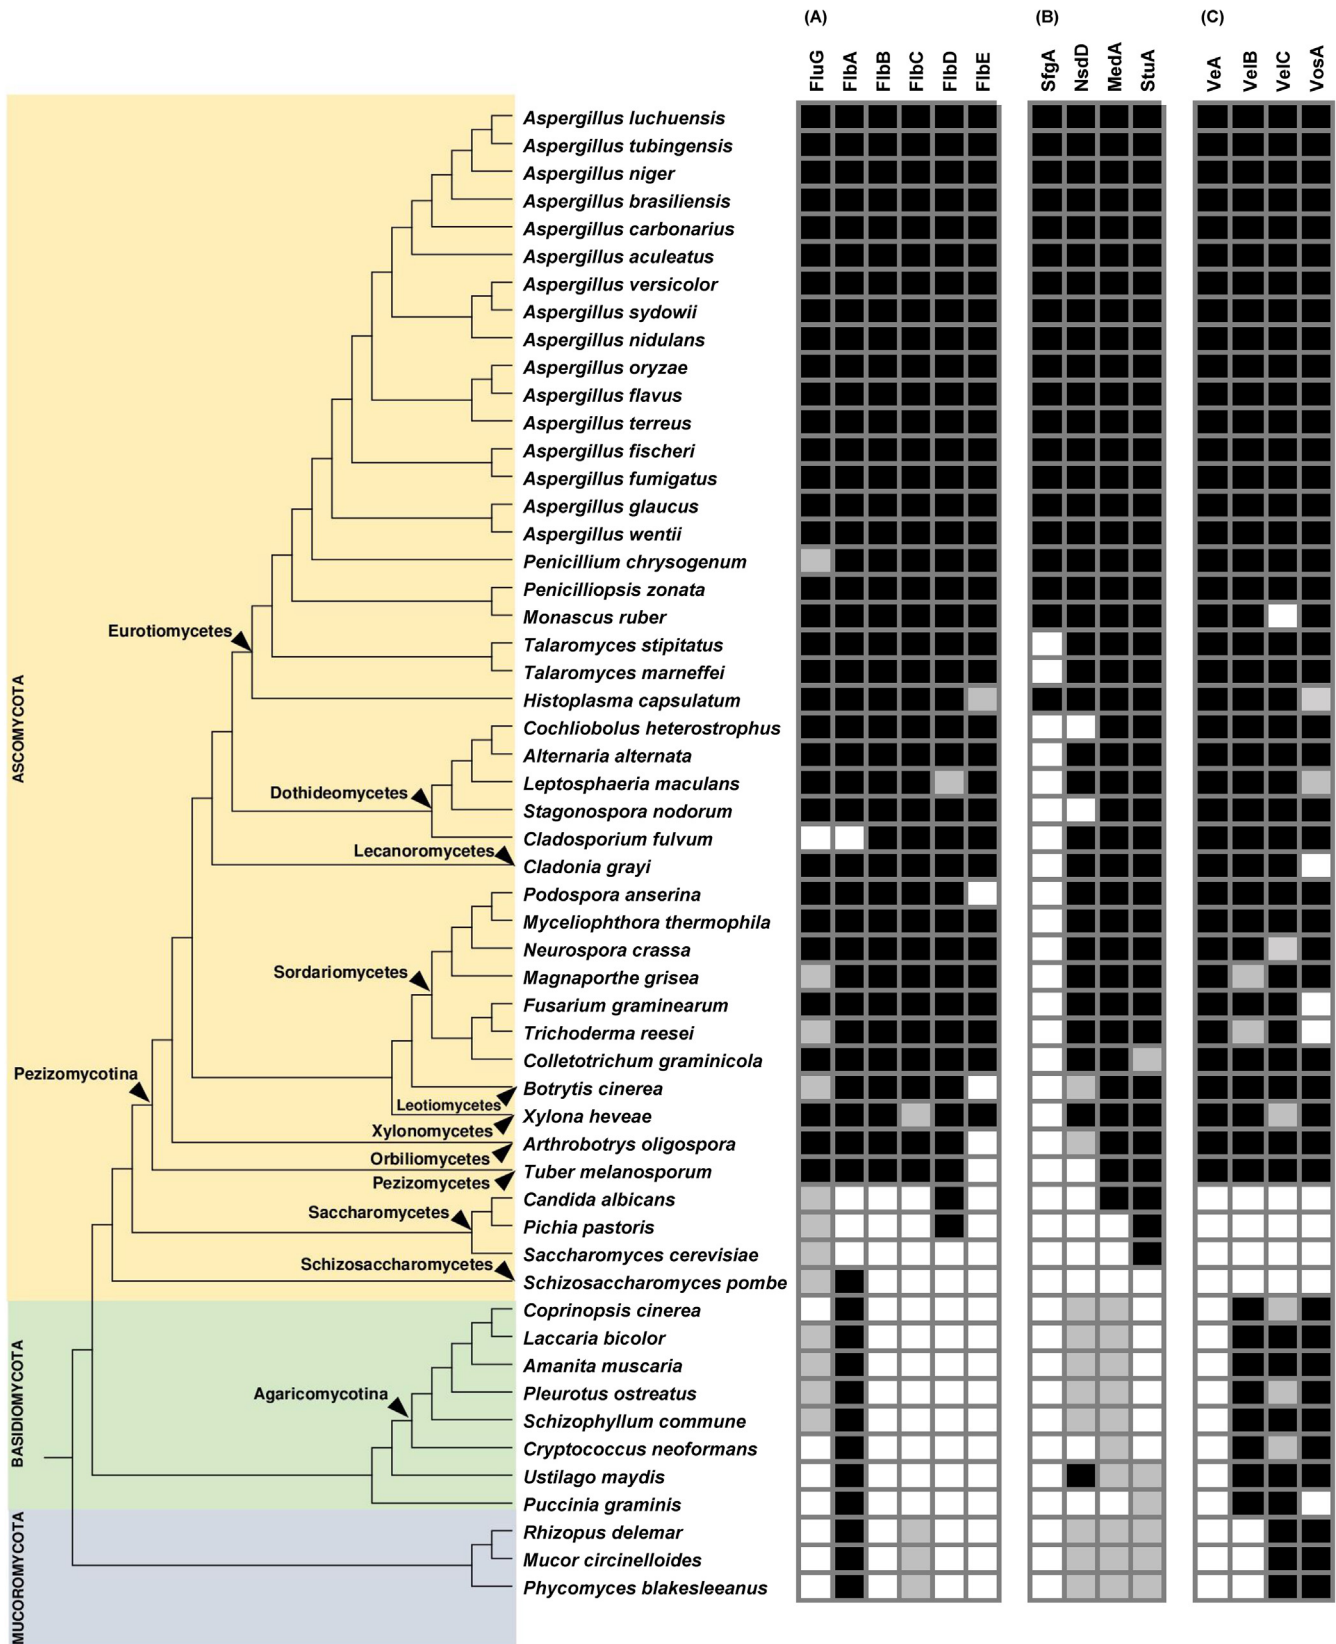 (A) (B) (C)
FluG FlbA FlbB FlbC FlbD FlbE SfgA NsdD MedA StuA VeA VelB VelC VosA
Aspergillus luchuensis
Aspergillus tubingensis
Aspergillus niger
Aspergillus brasiliensis
Aspergillus carbonarius
Aspergillus aculeatus
Aspergillus versicolor
Aspergillus sydowii
Aspergillus nidulans
Aspergillus oryzae
Aspergillus flavus
Aspergillus terreus
Aspergillus fischeri
Aspergillus fumigatus
Aspergillus glaucus
Aspergillus wentii
Penicillium chrysogenum
Penicilliopsis zonata
Monascus ruber
Eurotiomycetes
Talaromyces stipitatus
Talaromyces marneffei
Histoplasma capsulatum
ASCOMYCOTA
Cochliobolus heterostrophus
Alternaria alternata
Leptosphaeria maculans
Dothideomycetes
Stagonospora nodorum
Cladosporium fulvum
Lecanoromycetes
Cladonia grayi
Podospora anserina
Myceliophthora thermophila
Neurospora crassa
Sordariomycetes
Magnaporthe grisea
Fusarium graminearum
Trichoderma reesei
Colletotrichum graminicola
Pezizomycotina
Botrytis cinerea
Leotiomycetes
Xylona heveae
Xylonomycetes
Arthrobotrys oligospora
Orbiliomycetes
Tuber melanosporum
Pezizomycetes
Candida albicans
Saccharomycetes
Pichia pastoris
Saccharomyces cerevisiae
Schizosaccharomycetes
Schizosaccharomyces pombe
Coprinopsis cinerea
Laccaria bicolor
Amanita muscaria
Agaricomycotina
Pleurotus ostreatus
BASIDIOMYCOTA
Schizophyllum commune
Cryptococcus neoformans
Ustilago maydis
Puccinia graminis
Rhizopus delemar
Mucor circinelloides
Phycomyces blakesleeanus
MUCOROMYCOTA